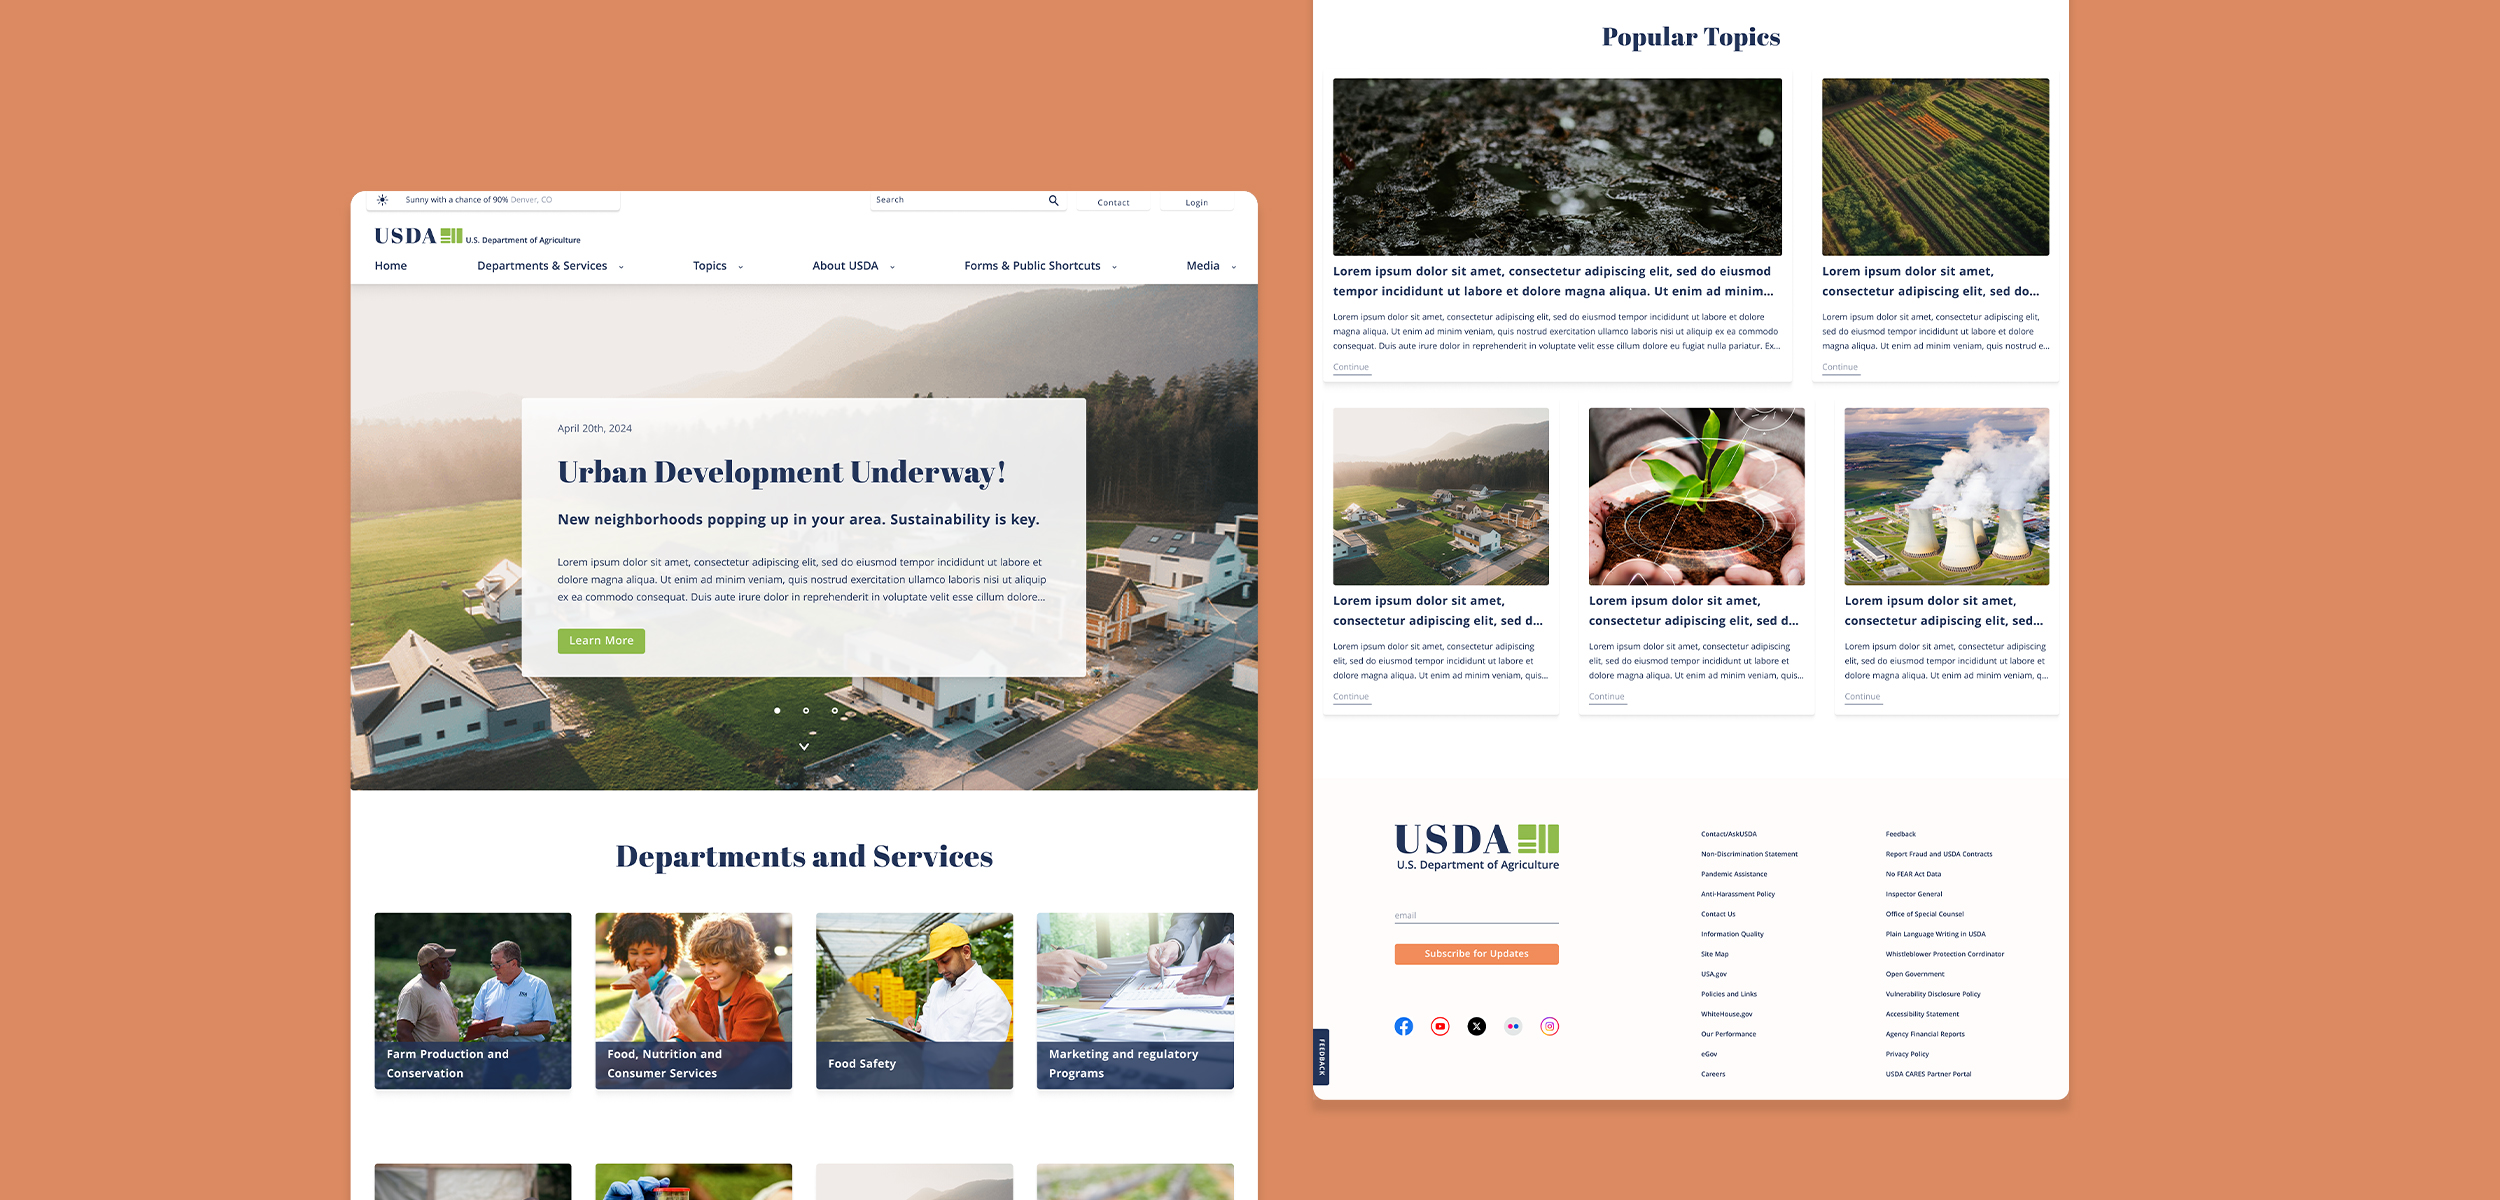 Sunny with a chance of 90% Denver, CO
Search
Contact
Login
USDA U.S. Department of Agriculture
Home
Departments & Services
Topics
About USDA
Forms & Public Shortcuts
Media
April 20th, 2024
Urban Development Underway!
New neighborhoods popping up in your area. Sustainability is key.
Lorem ipsum dolor sit amet, consectetur adipiscing elit, sed do eiusmod tempor incididunt ut labore et
dolore magna aliqua. Ut enim ad minim veniam, quis nostrud exercitation ullamco laboris nisi ut aliquip
ex ea commodo consequat. Duis aute irure dolor in reprehenderit in voluptate velit esse cillum dolore...
Learn More
Departments and Services
Farm Production and
Conservation
Food, Nutrition and
Consumer Services
Food Safety
Marketing and regulatory
Programs
Popular Topics
Lorem ipsum dolor sit amet, consectetur adipiscing elit, sed do eiusmod
tempor incididunt ut labore et dolore magna aliqua. Ut enim ad minim...
Lorem ipsum dolor sit amet, consectetur adipiscing elit, sed do eiusmod tempor incididunt ut labore et dolore
magna aliqua. Ut enim ad minim veniam, quis nostrud exercitation ullamco laboris nisi ut aliquip ex ea commodo
consequat. Duis aute irure dolor in reprehenderit in voluptate velit esse cillum dolore eu fugiat nulla pariatur. Ex...
Continue
Lorem ipsum dolor sit amet,
consectetur adipiscing elit, sed do...
Lorem ipsum dolor sit amet, consectetur adipiscing elit,
sed do eiusmod tempor incididunt ut labore et dolore
magna aliqua. Ut enim ad minim veniam, quis nostrud e...
Continue
Lorem ipsum dolor sit amet,
consectetur adipiscing elit, sed d...
Lorem ipsum dolor sit amet, consectetur adipiscing
elit, sed do eiusmod tempor incididunt ut labore et
dolore magna aliqua. Ut enim ad minim veniam, quis...
Continue
Lorem ipsum dolor sit amet,
consectetur adipiscing elit, sed d...
Lorem ipsum dolor sit amet, consectetur adipiscing
elit, sed do eiusmod tempor incididunt ut labore et
dolore magna aliqua. Ut enim ad minim veniam, quis...
Continue
Lorem ipsum dolor sit amet,
consectetur adipiscing elit, sed...
Lorem ipsum dolor sit amet, consectetur adipiscing
elit, sed do eiusmod tempor incididunt ut labore et
dolore magna aliqua. Ut enim ad minim veniam, q...
Continue
USDA
U.S. Department of Agriculture
email
Subscribe for Updates
FEEDBACK
Contact/AskUSDA
Non-Discrimination Statement
Pandemic Assistance
Anti-Harassment Policy
Contact Us
Information Quality
Site Map
USA.gov
Policies and Links
WhiteHouse.gov
Our Performance
eGov
Careers
Feedback
Report Fraud and USDA Contracts
No FEAR Act Data
Inspector General
Office of Special Counsel
Plain Language Writing in USDA
Whistleblower Protection Corrdinator
Open Government
Vulnerability Disclosure Policy
Accessibility Statement
Agency Financial Reports
Privacy Policy
USDA CARES Partner Portal